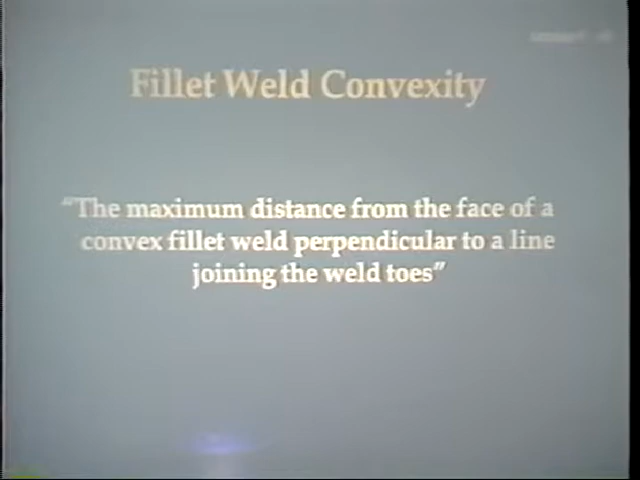 Fillet Weld Convexity
“The maximum distance from the face of a
convex fillet weld perpendicular to a line
joining the weld toes”